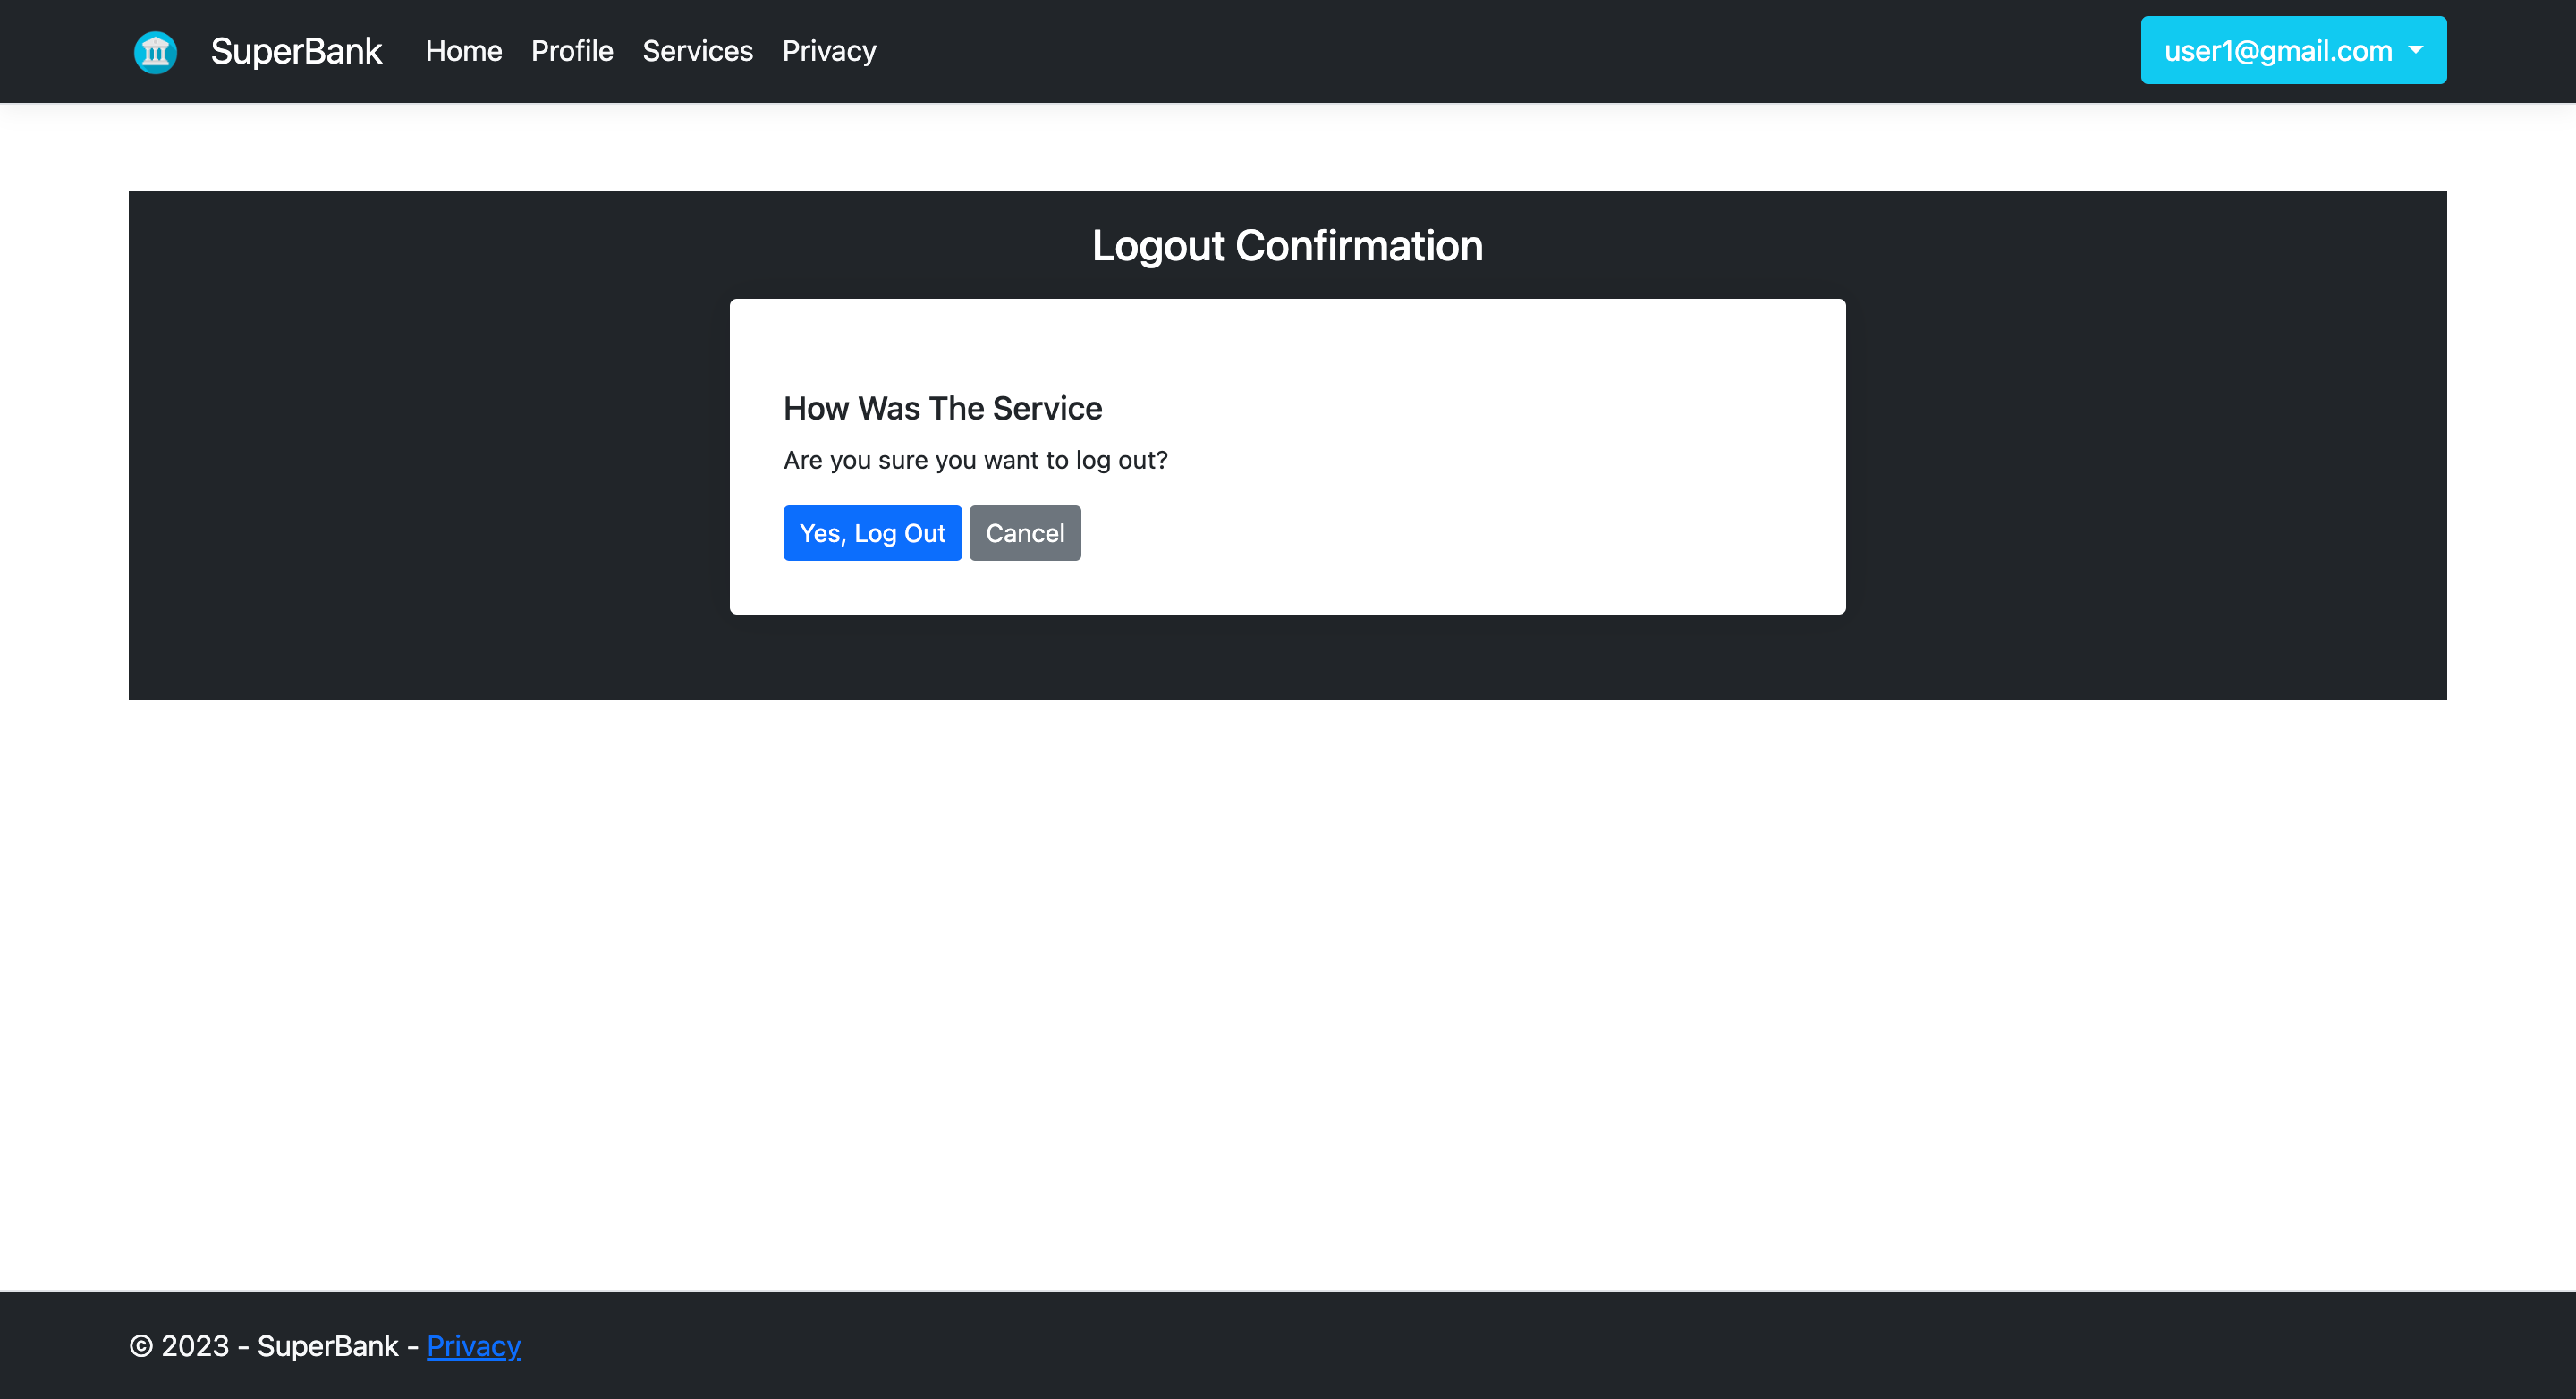 SuperBank Home Profile Services Privacy user1@gmail.com
Logout Confirmation
How Was The Service
Are you sure you want to log out?
Yes, Log Out Cancel
© 2023 - SuperBank - Privacy